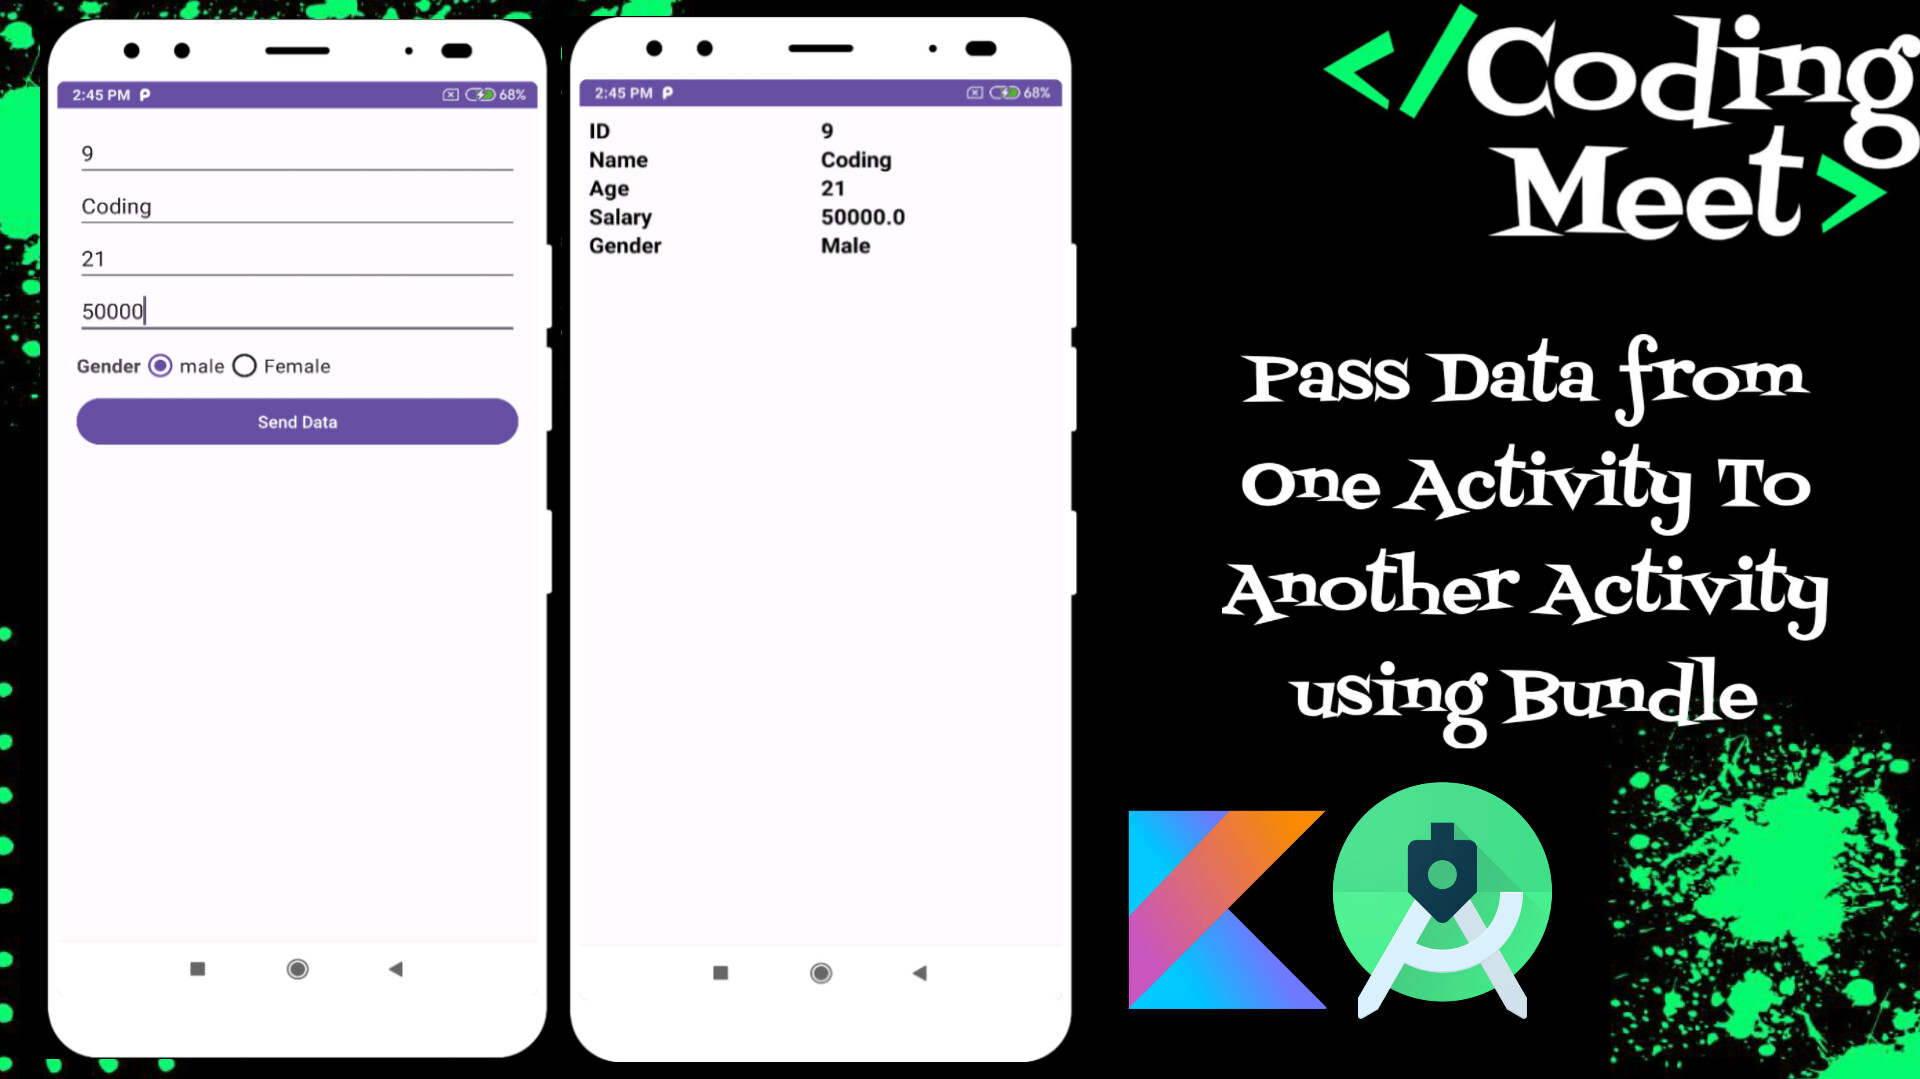 2:45 PM P 68%
9
Coding
21
50000
Gender male Female
Send Data
2:45 PM P 68%
ID 9
Name Coding
Age 21
Salary 50000.0
Gender Male
</Coding
Meet>
Pass Data from
One Activity To
Another Activity
using Bundle